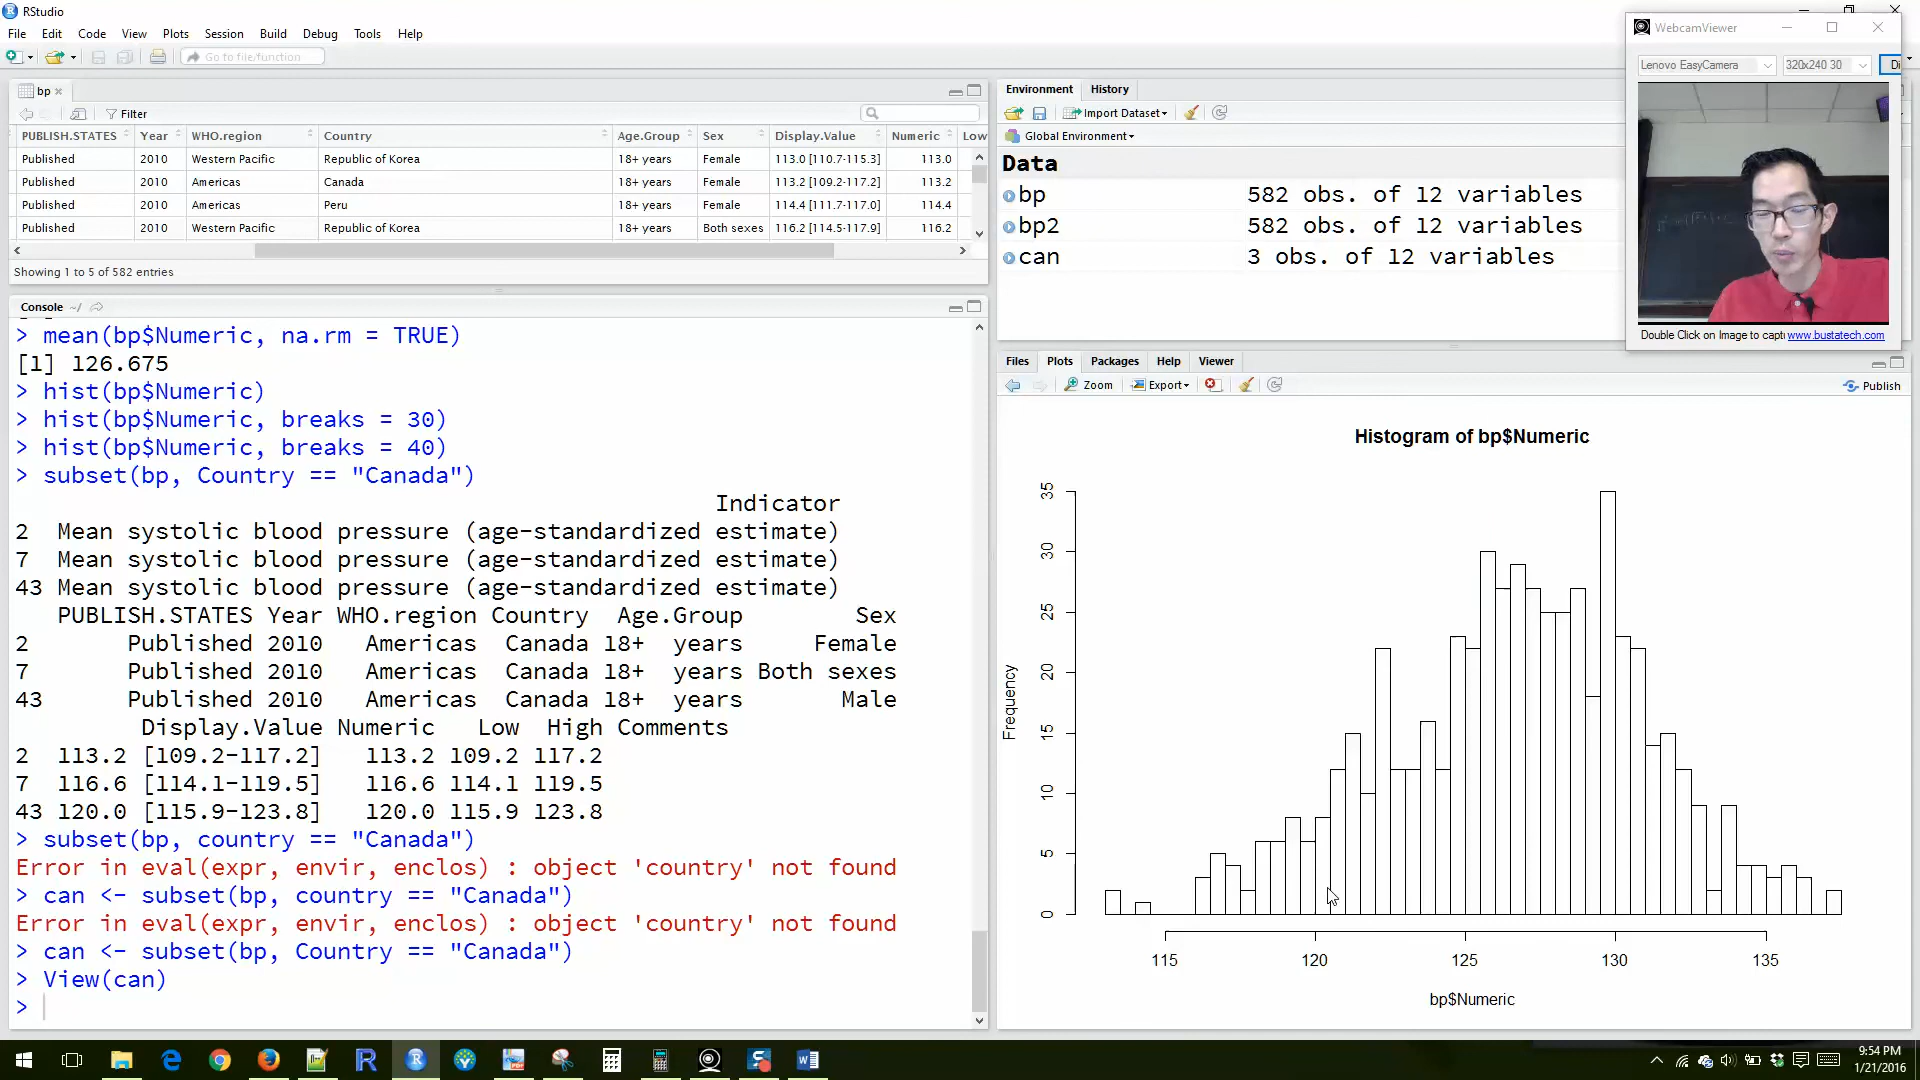 RStudio
File Edit Code View Plots Session Build Debug Tools Help
Go to file/function
bp
Filter
PUBLISH.STATES Year WHO.region Country Age.Group Sex Display.Value Numeric Low
Published 2010 Western Pacific Republic of Korea 18+ years Female 113.0 [110.7-115.3] 113.0
Published 2010 Americas Canada 18+ years Female 113.2 [109.2-117.2] 113.2
Published 2010 Americas Peru 18+ years Female 114.4 [111.7-117.0] 114.4
Published 2010 Western Pacific Republic of Korea 18+ years Both sexes 116.2 [114.5-117.9] 116.2
Showing 1 to 5 of 582 entries
Console ~/
> mean(bp$Numeric, na.rm = TRUE)
[1] 126.675
> hist(bp$Numeric)
> hist(bp$Numeric, breaks = 30)
> hist(bp$Numeric, breaks = 40)
> subset(bp, Country == "Canada")
Indicator
2 Mean systolic blood pressure (age-standardized estimate)
7 Mean systolic blood pressure (age-standardized estimate)
43 Mean systolic blood pressure (age-standardized estimate)
PUBLISH.STATES Year WHO.region Country Age.Group Sex
2 Published 2010 Americas Canada 18+ years Female
7 Published 2010 Americas Canada 18+ years Both sexes
43 Published 2010 Americas Canada 18+ years Male
Display.Value Numeric Low High Comments
2 113.2 [109.2-117.2] 113.2 109.2 117.2
7 116.6 [114.1-119.5] 116.6 114.1 119.5
43 120.0 [115.9-123.8] 120.0 115.9 123.8
> subset(bp, country == "Canada")
Error in eval(expr, envir, enclos) : object 'country' not found
> can <- subset(bp, country == "Canada")
Error in eval(expr, envir, enclos) : object 'country' not found
> can <- subset(bp, Country == "Canada")
> View(can)
>
Environment History
Import Dataset
Global Environment
Data
bp 582 obs. of 12 variables
bp2 582 obs. of 12 variables
can 3 obs. of 12 variables
WebcamViewer
Lenovo EasyCamera 320x240 30 Di
Double Click on Image to capt www.bustatech.com
Files Plots Packages Help Viewer
Zoom Export Publish
Histogram of bp$Numeric
Frequency
35
30
25
20
15
10
5
0
115 120 125 130 135
bp$Numeric
9:54 PM
1/21/2016